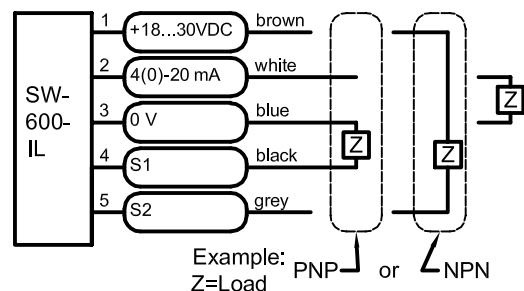 1 +18...30VDC brown
2 4(0)-20 mA white
SW-
600-
IL
3 0 V blue
4 S1 black
5 S2 grey
Z
Z
Z
Example:
Z=Load
PNP or NPN